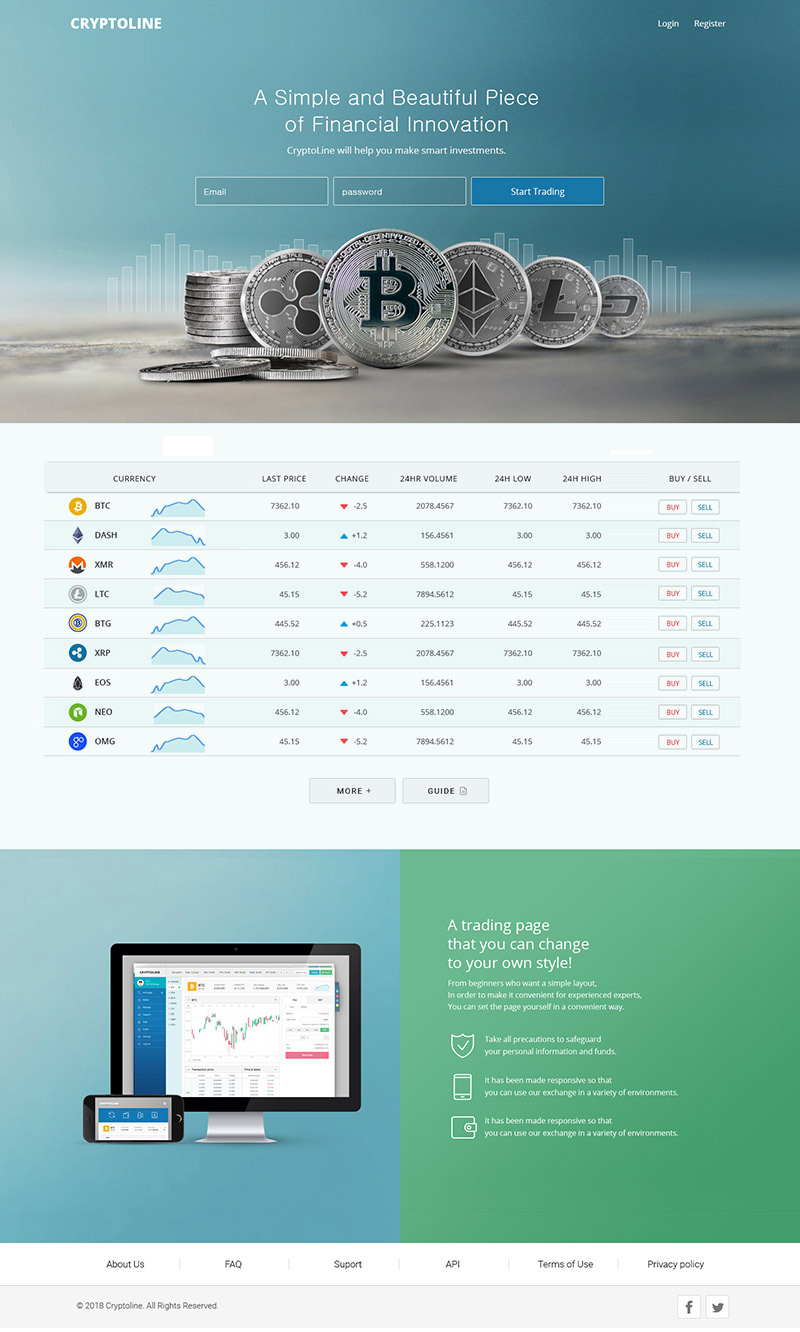 CRYPTOLINE
Login Register
A Simple and Beautiful Piece
of Financial Innovation
CryptoLine will help you make smart investments.
Email password Start Trading
CURRENCY LAST PRICE CHANGE 24HR VOLUME 24H LOW 24H HIGH BUY / SELL
BTC 7362.10 -2.5 2078.4567 7362.10 7362.10 BUY SELL
DASH 3.00 +1.2 156.4561 3.00 3.00 BUY SELL
XMR 456.12 -4.0 558.1200 456.12 456.12 BUY SELL
LTC 45.15 -5.2 7894.5612 45.15 45.15 BUY SELL
BTG 445.52 +0.5 225.1123 445.52 445.52 BUY SELL
XRP 7362.10 -2.5 2078.4567 7362.10 7362.10 BUY SELL
EOS 3.00 +1.2 156.4561 3.00 3.00 BUY SELL
NEO 456.12 -4.0 558.1200 456.12 456.12 BUY SELL
OMG 45.15 -5.2 7894.5612 45.15 45.15 BUY SELL
MORE + GUIDE
CRYPTOLINE
BTC
A trading page
that you can change
to your own style!
From beginners who want a simple layout,
In order to make it convenient for experienced experts,
You can set the page yourself in a convenient way.
Take all precautions to safeguard
your personal information and funds.
It has been made responsive so that
you can use our exchange in a variety of environments.
It has been made responsive so that
you can use our exchange in a variety of environments.
About Us FAQ Suport API Terms of Use Privacy policy
© 2018 Cryptoline. All Rights Reserved.